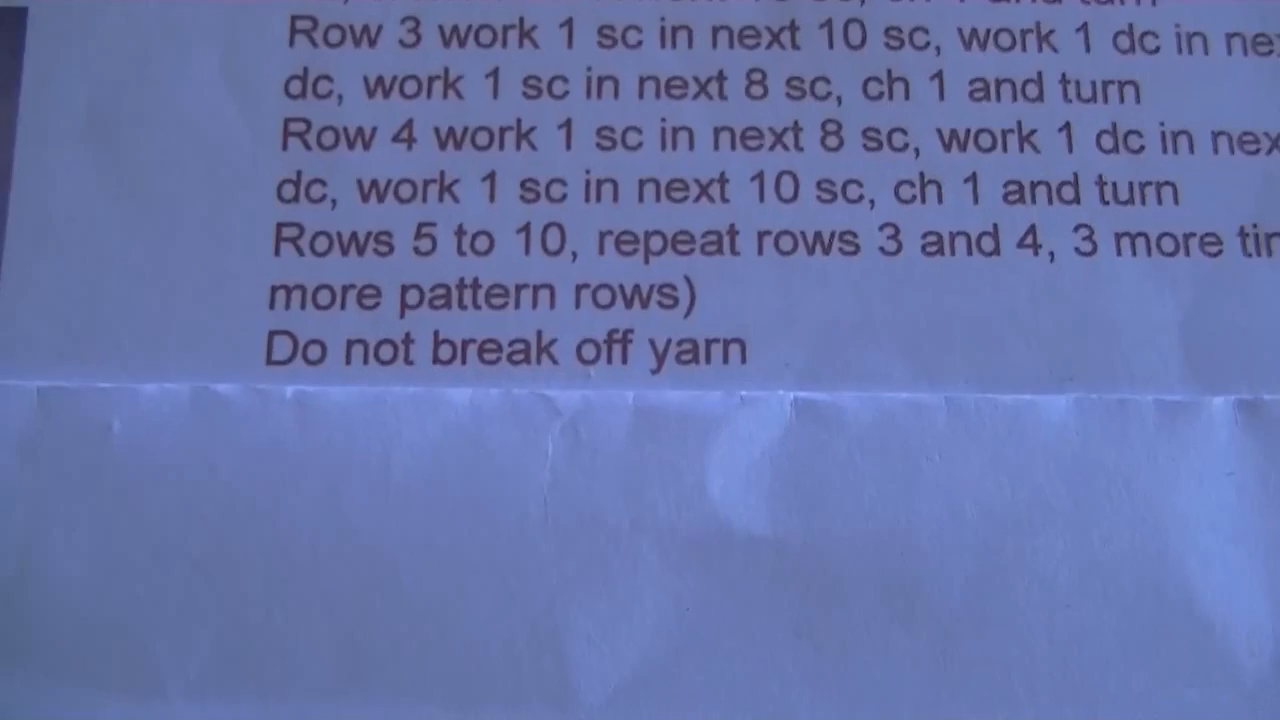 Row 3 work 1 sc in next 10 sc, work 1 dc in
dc, work 1 sc in next 8 sc, ch 1 and turn
Row 4 work 1 sc in next 8 sc, work 1 dc in
dc, work 1 sc in next 10 sc, ch 1 and turn
Rows 5 to 10, repeat rows 3 and 4, 3 more
more pattern rows)
Do not break off yarn